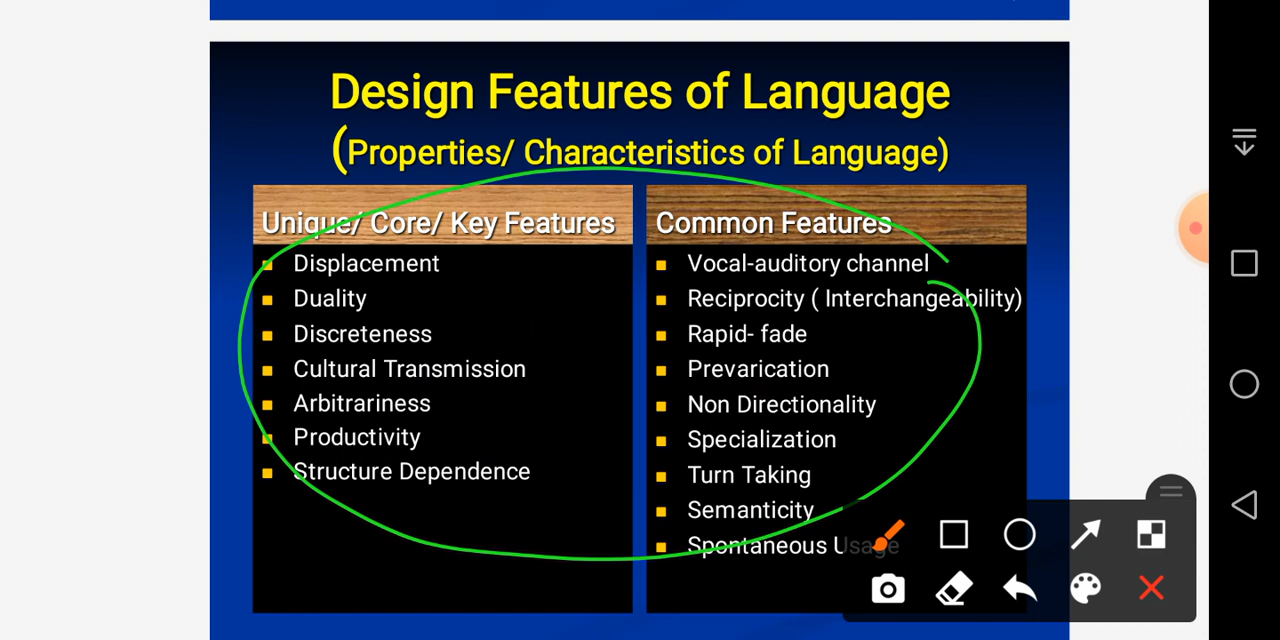 Design Features of Language
(Properties/ Characteristics of Language)
Unique/ Core/ Key Features
Displacement
Duality
Discreteness
Cultural Transmission
Arbitrariness
Productivity
Structure Dependence
Common Features
Vocal-auditory channel
Reciprocity ( Interchangeability)
Rapid- fade
Prevarication
Non Directionality
Specialization
Turn Taking
Semanticity
Spontaneous Usage